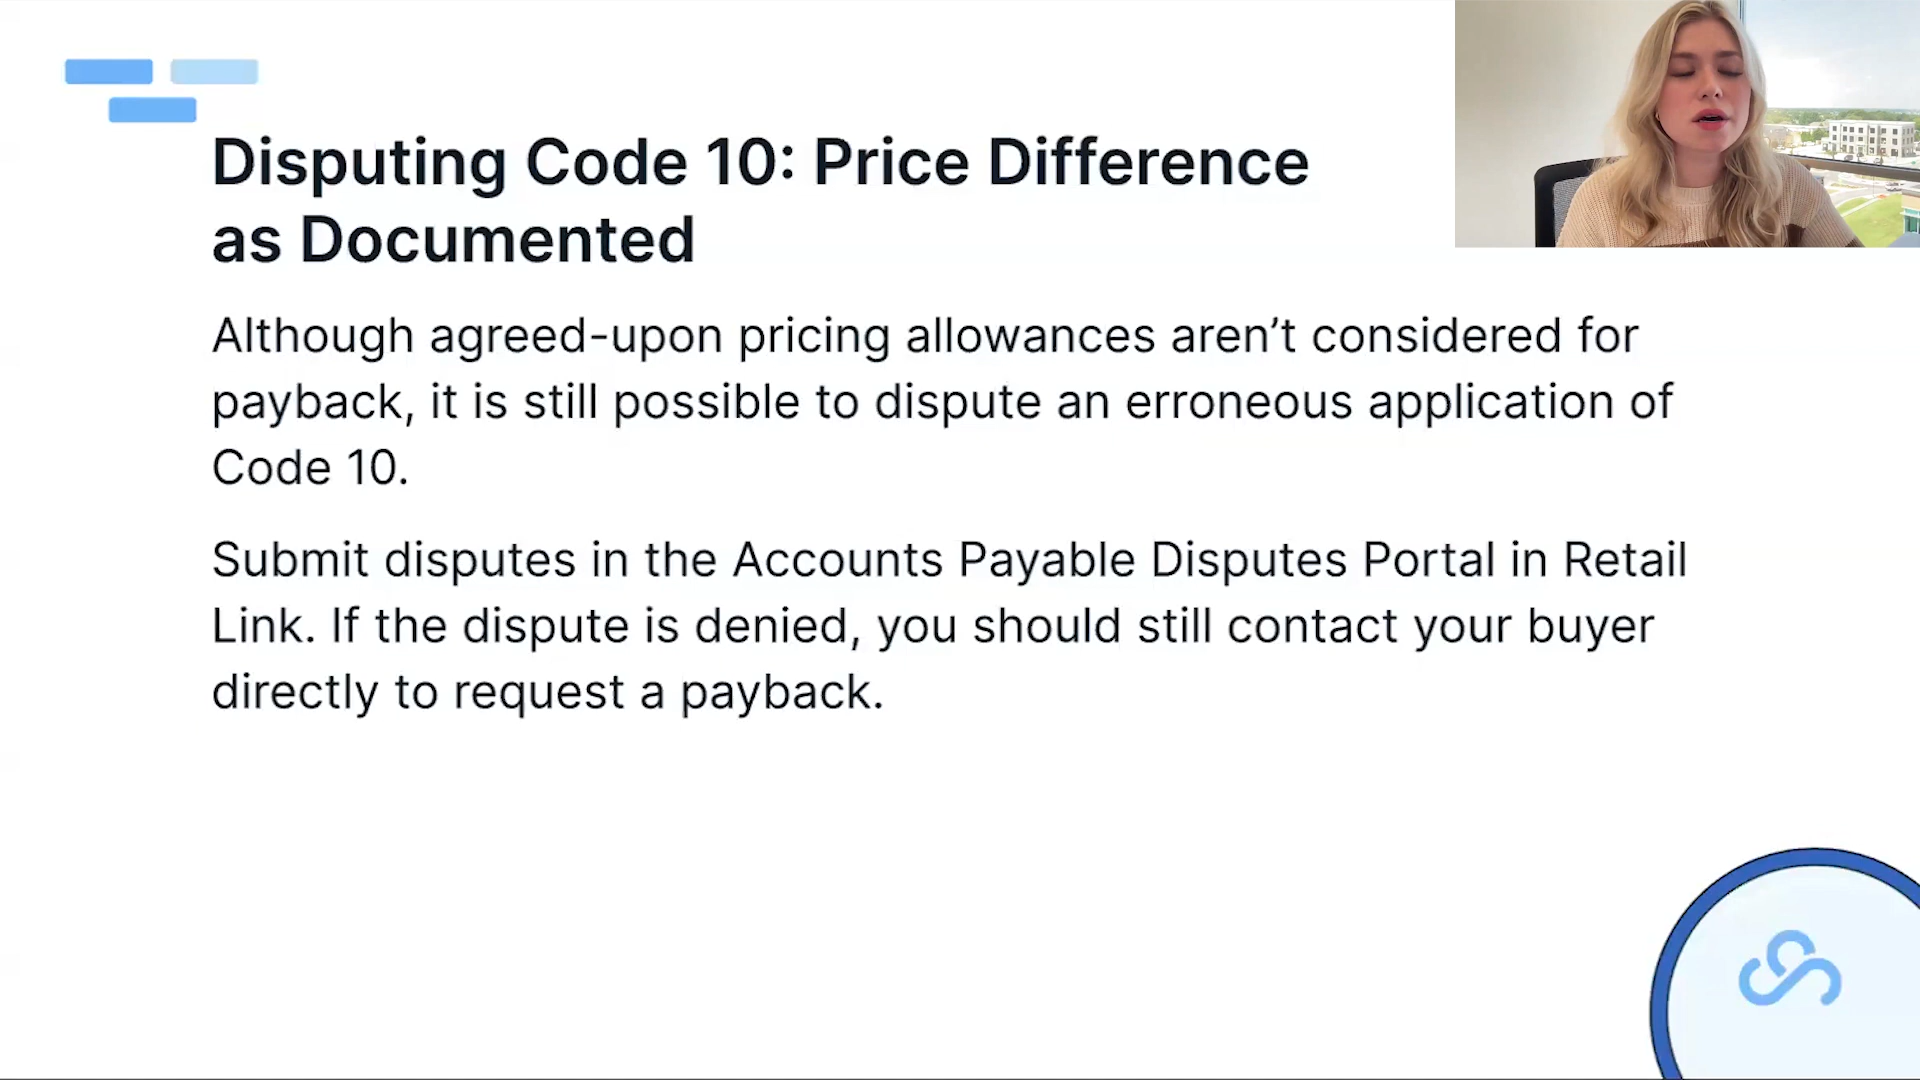 Disputing Code 10: Price Difference
as Documented
Although agreed-upon pricing allowances aren’t considered for
payback, it is still possible to dispute an erroneous application of
Code 10.
Submit disputes in the Accounts Payable Disputes Portal in Retail
Link. If the dispute is denied, you should still contact your buyer
directly to request a payback.